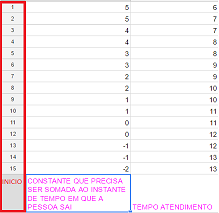 1 5 6
2 5 7
3 4 7
4 4 8
5 3 8
6 3 9
7 2 9
8 2 10
9 1 10
10 1 11
11 0 11
12 0 12
13 -1 12
14 -1 13
15 -2 13
INICIO CONSTANTE QUE PRECISA
SER SOMADA AO INSTANTE
DE TEMPO EM QUE A
PESSOA SAI TEMPO ATENDIMENTO